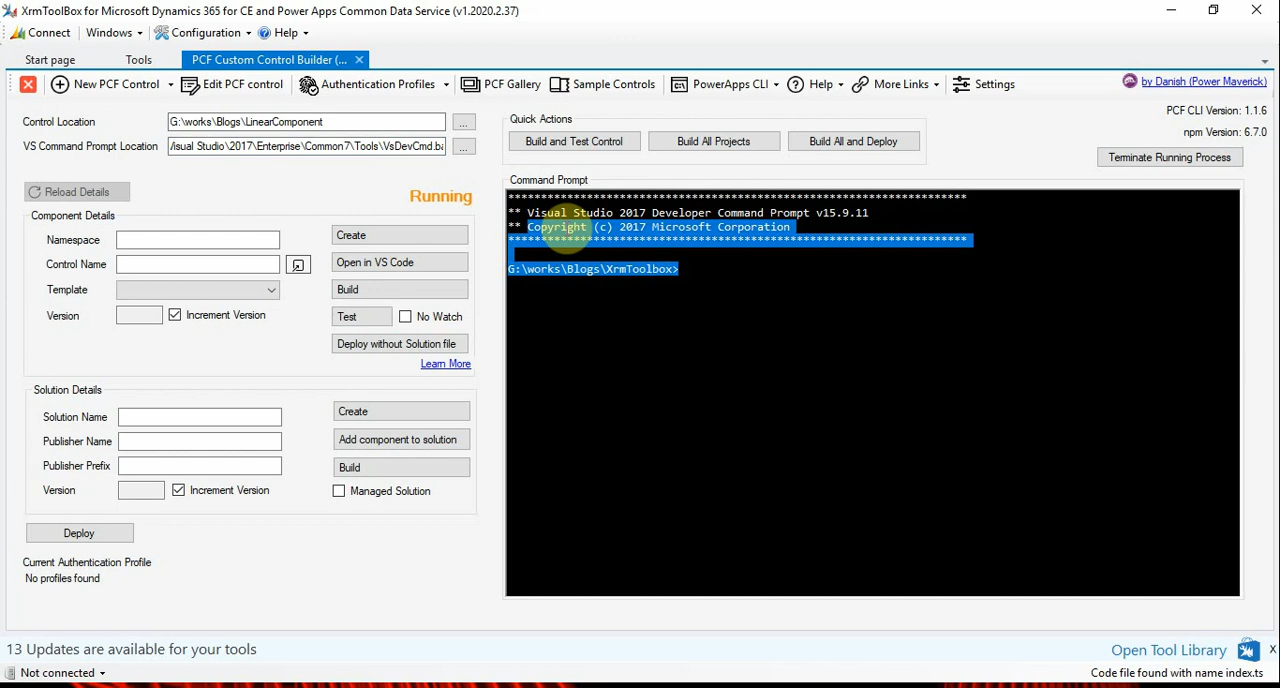 XrmToolBox for Microsoft Dynamics 365 for CE and Power Apps Common Data Service (v1.2020.2.37)
Connect Windows Configuration Help
Start page Tools PCF Custom Control Builder (...
New PCF Control Edit PCF control Authentication Profiles PCF Gallery Sample Controls PowerApps CLI Help More Links Settings by Danish (Power Maverick)
PCF CLI Version: 1.1.6
npm Version: 6.7.0
Terminate Running Process
Control Location G:\works\Blogs\LinearComponent ...
VS Command Prompt Location /isual Studio\2017\Enterprise\Common7\Tools\VsDevCmd.ba ...
Quick Actions
Build and Test Control Build All Projects Build All and Deploy
Reload Details Running
Component Details
Namespace Create
Control Name Open in VS Code
Template Build
Version Increment Version Test No Watch
Deploy without Solution file
Learn More
Solution Details
Solution Name Create
Publisher Name Add component to solution
Publisher Prefix Build
Version Increment Version Managed Solution
Deploy
Current Authentication Profile
No profiles found
Command Prompt
**********************************************************************
** Visual Studio 2017 Developer Command Prompt v15.9.11
** Copyright (c) 2017 Microsoft Corporation
**********************************************************************
G:\works\Blogs\XrmToolbox>
13 Updates are available for your tools Open Tool Library X
Not connected Code file found with name index.ts